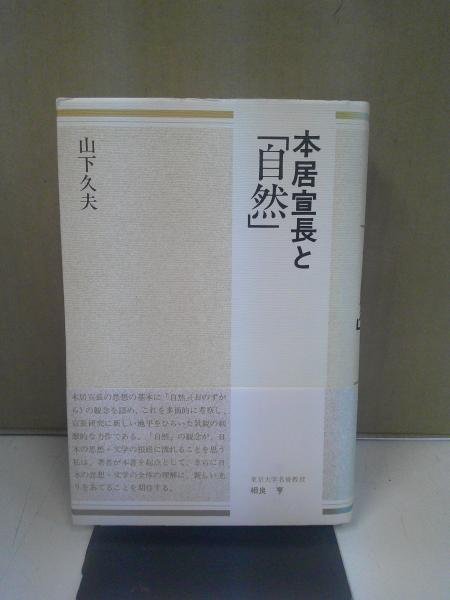 本居宣長と
「自然」
山下久夫
本居宣長の思想の基本に「自然」(おのずか
ら)の観念を認め、これを多面的に考察し、
宣長研究に新しい地平をひらいた気鋭の刺
激的な力作である。「自然」の観念が、日
本の思想・文学の根底に流れることを思う
私は、著者が本書を起点として、さらに日
本の思想・文学の全体の理解に、新しい光
りをあてることを期待する。
東京大学名誉教授
相良 亨